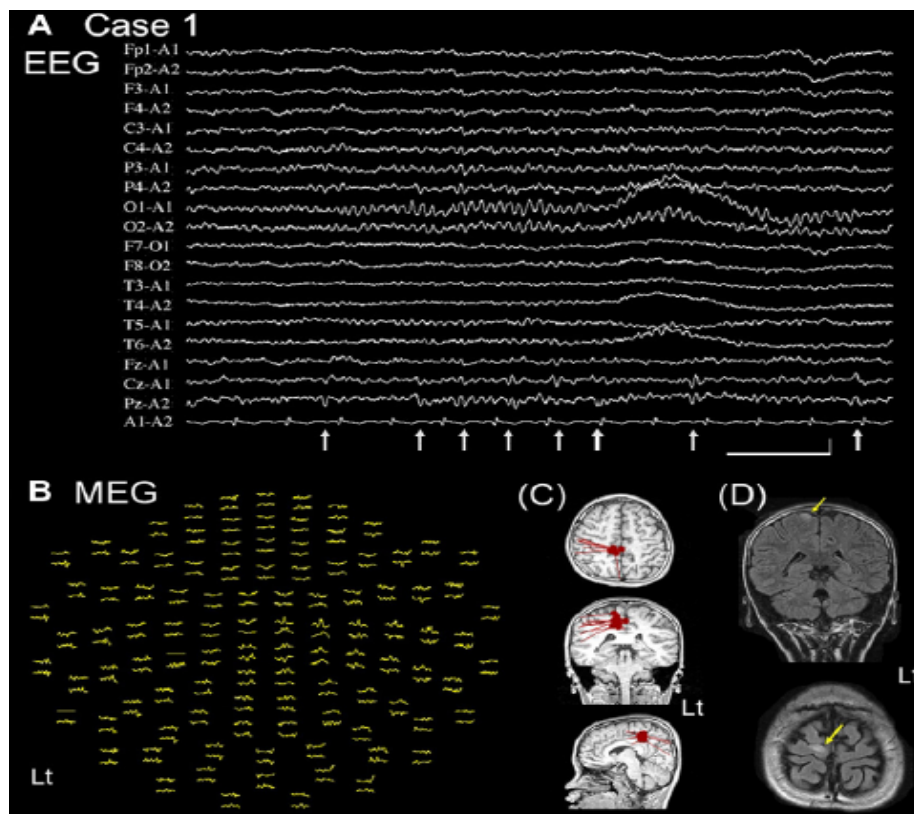 A Case 1
EEG
Fp1-A1
Fp2-A2
F3-A1
F4-A2
C3-A1
C4-A2
P3-A1
P4-A2
O1-A1
O2-A2
F7-O1
F8-O2
T3-A1
T4-A2
T5-A1
T6-A2
Fz-A1
Cz-A1
Pz-A2
A1-A2
B MEG
(C)
(D)
Lt
Lt
Lt